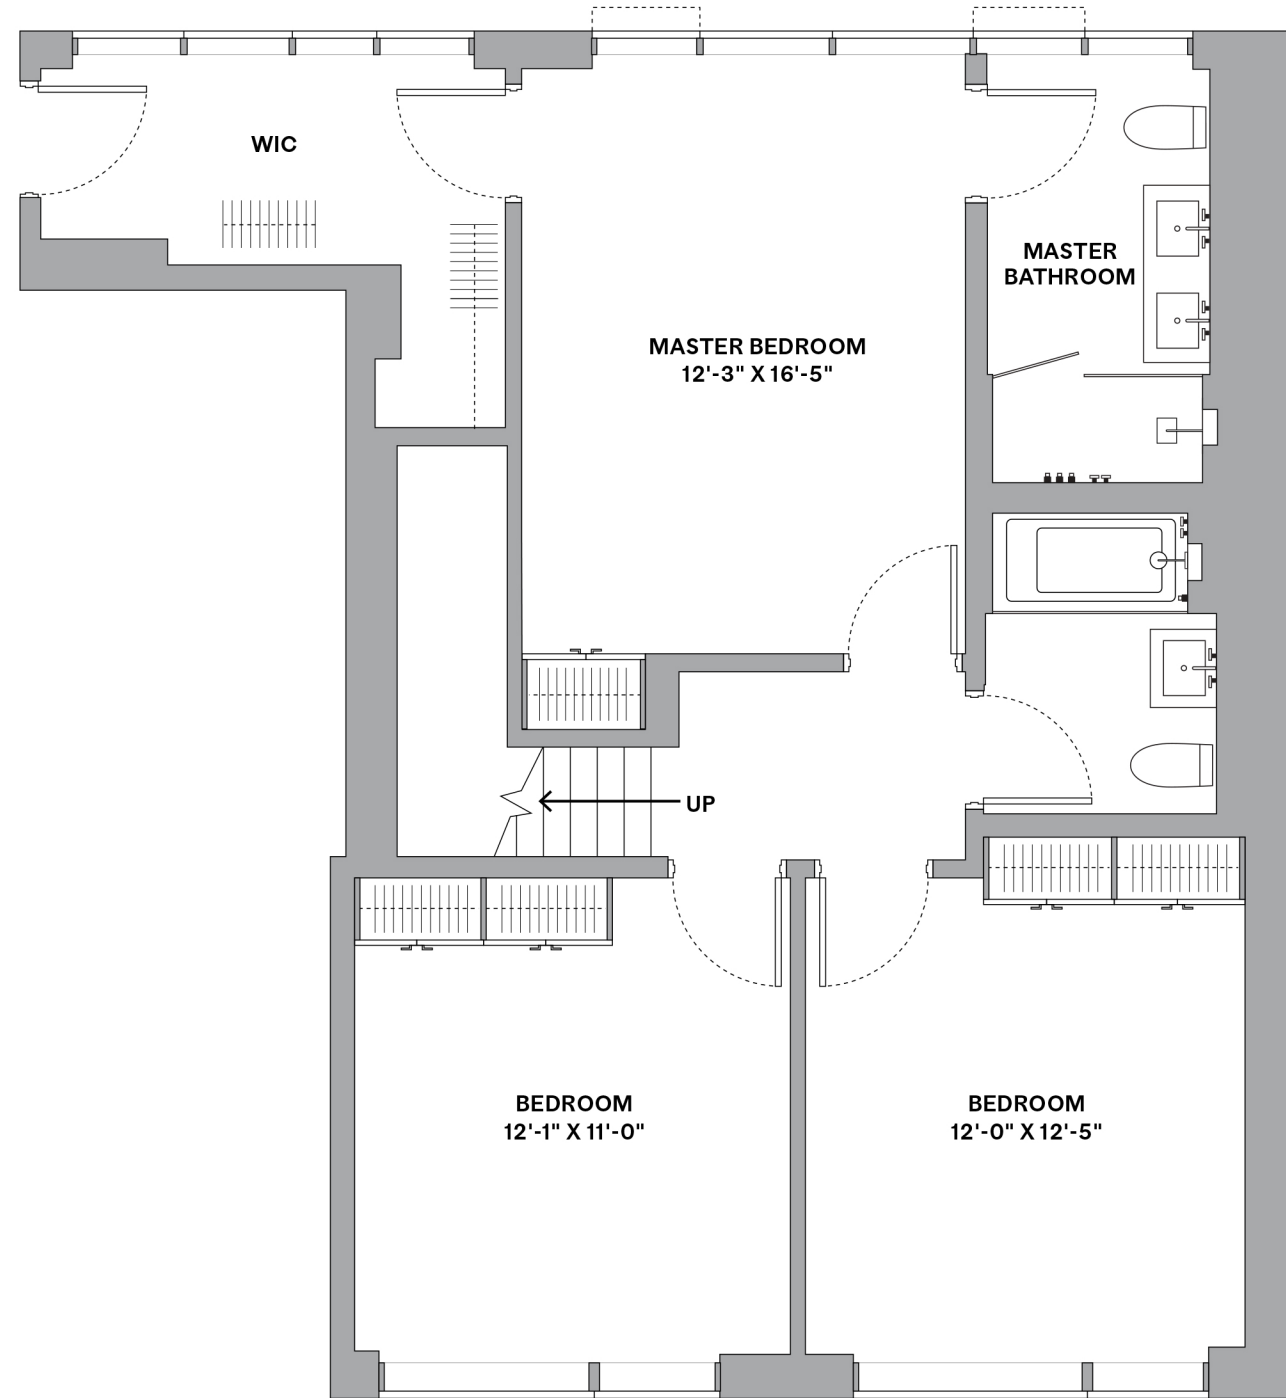 WIC
MASTER
BATHROOM
MASTER BEDROOM
12'-3" X 16'-5"
UP
BEDROOM
12'-1" X 11'-0"
BEDROOM
12'-0" X 12'-5"